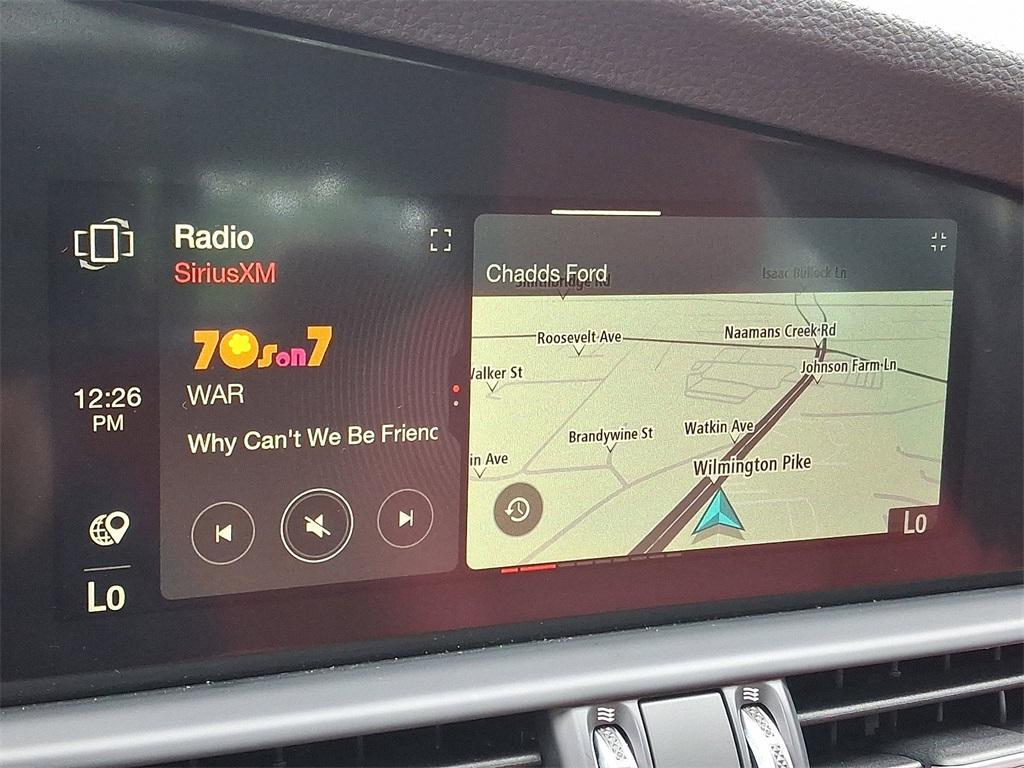 Radio
SiriusXM
70s on 7
WAR
Why Can't We Be Frienc
12:26
PM
Lo
Chadds Ford
Isaac Bullock Ln
Smithbridge Rd
Roosevelt Ave
Naamans Creek Rd
Johnson Farm Ln
Walker St
Brandywine St
Watkin Ave
in Ave
Wilmington Pike
Lo